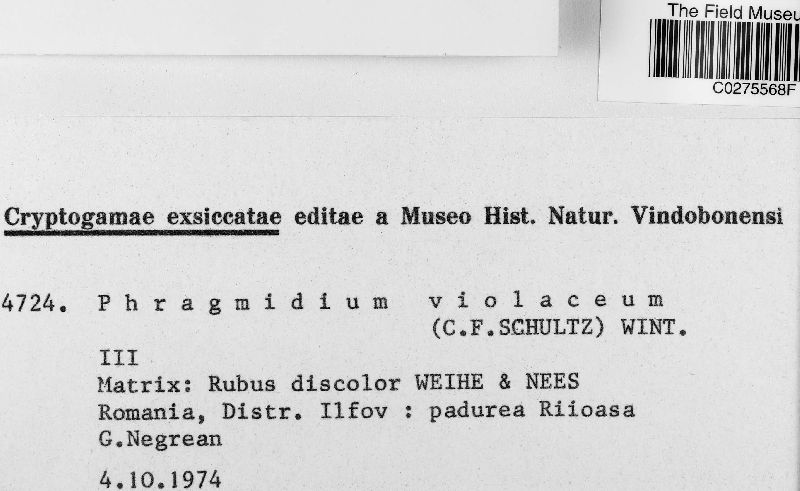 The Field Museu
C0275568F
Cryptogamae exsiccatae editae a Museo Hist. Natur. Vindobonensi
4724. Phragmidium violaceum
(C.F.SCHULTZ) WINT.
III
Matrix: Rubus discolor WEIHE & NEES
Romania, Distr. Ilfov : padurea Riioasa
G.Negrean
4.10.1974